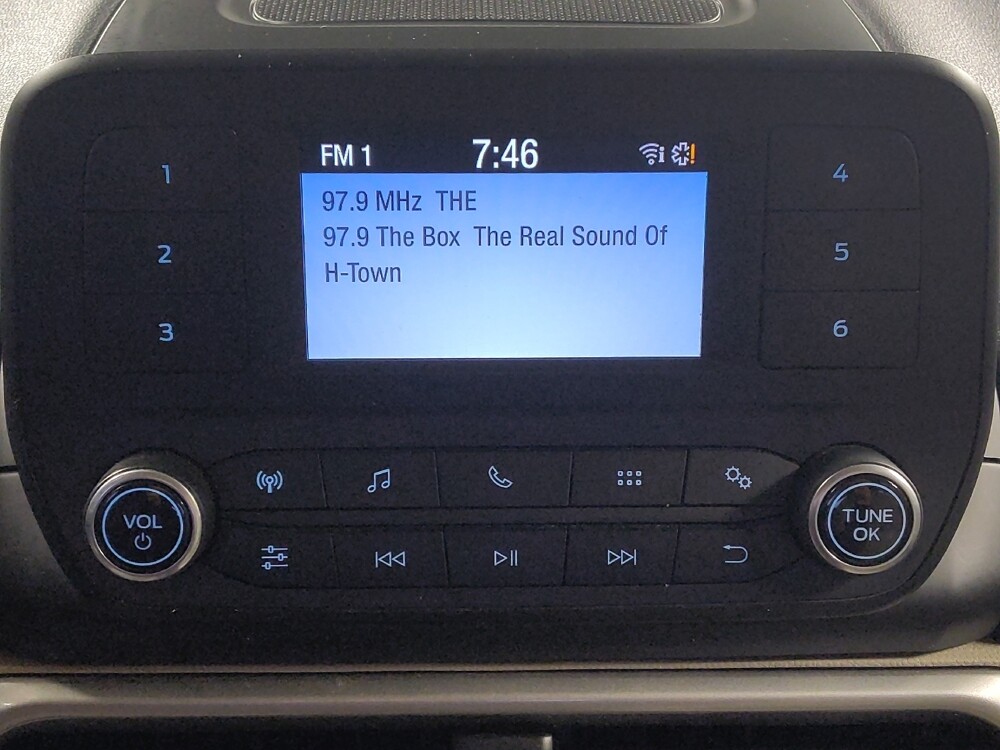 FM 1 7:46
97.9 MHz THE
97.9 The Box The Real Sound Of
H-Town
1
2
3
4
5
6
VOL
TUNE
OK